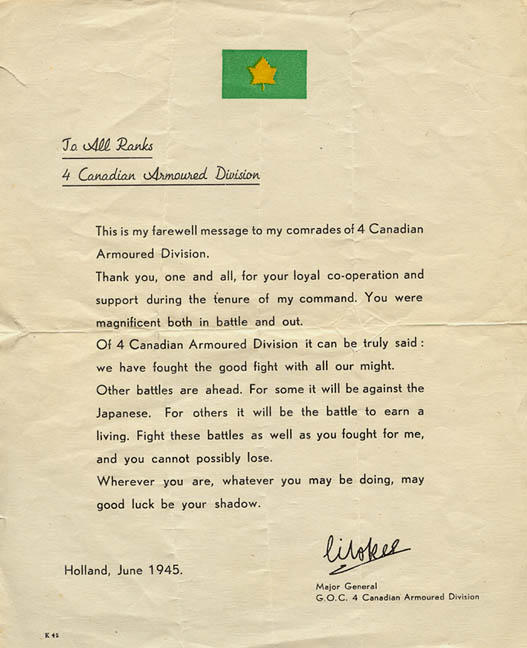 To All Ranks
4 Canadian Armoured Division
This is my farewell message to my comrades of 4 Canadian
Armoured Division.
Thank you, one and all, for your loyal co-operation and
support during the tenure of my command. You were
magnificent both in battle and out.
Of 4 Canadian Armoured Division it can be truly said :
we have fought the good fight with all our might.
Other battles are ahead. For some it will be against the
Japanese. For others it will be the battle to earn a
living. Fight these battles as well as you fought for me,
and you cannot possibly lose.
Wherever you are, whatever you may be doing, may
good luck be your shadow.
Holland, June 1945.
Major General
G.O.C. 4 Canadian Armoured Division